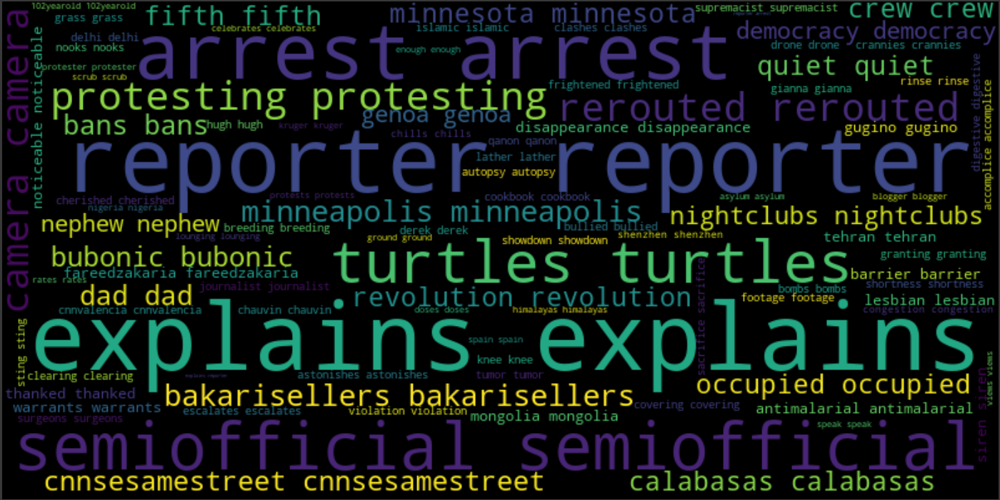 102yearold 102yearold
grass grass
fifth fifth
minnesota minnesota
supremacist supremacist
crew crew
celebrates celebrates
islamic islamic
clashes clashes
democracy democracy
delhi delhi
nooks nooks
arrest arrest
enough enough
drone drone
crannies crannies
protester protester
scrub scrub
quiet quiet
rinse rinse
protesting protesting
frightened frightened
gianna gianna
genoa genoa
rerouted rerouted
bans bans
hugh hugh
kruger kruger
chills chills
disappearance disappearance
gugino gugino
qanon qanon
reporter reporter
lather lather
autopsy autopsy
camera camera
noticeable noticeable
digestive digestive
accomplice accomplice
cherished cherished
protests protests
cookbook cookbook
asylum asylum
blogger blogger
nigeria nigeria
minneapolis minneapolis
nightclubs nightclubs
nephew nephew
breeding breeding
derek derek
bullied bullied
lounging lounging
ground ground
showdown showdown
shenzhen shenzhen
tehran tehran
bubonic bubonic
turtles turtles
granting granting
fareedzakaria fareedzakaria
barrier barrier
rates rates
journalist journalist
shortness shortness
dad dad
revolution revolution
bombs bombs
footage footage
lesbian lesbian
cnnvalencia cnnvalencia
chauvin chauvin
doses doses
himalayas himalayas
congestion congestion
explains explains
sacrifice sacrifice
spain spain
sting sting
knee knee
clearing clearing
explains reporter
astonishes astonishes
tumor tumor
views views
thanked thanked
bakarisellers bakarisellers
occupied occupied
warrants warrants
escalates escalates
violation violation
covering covering
mongolia mongolia
antimalarial antimalarial
surgeons surgeons
speak speak
siren siren
semiofficial semiofficial
cnnsesamestreet cnnsesamestreet
calabasas calabasas